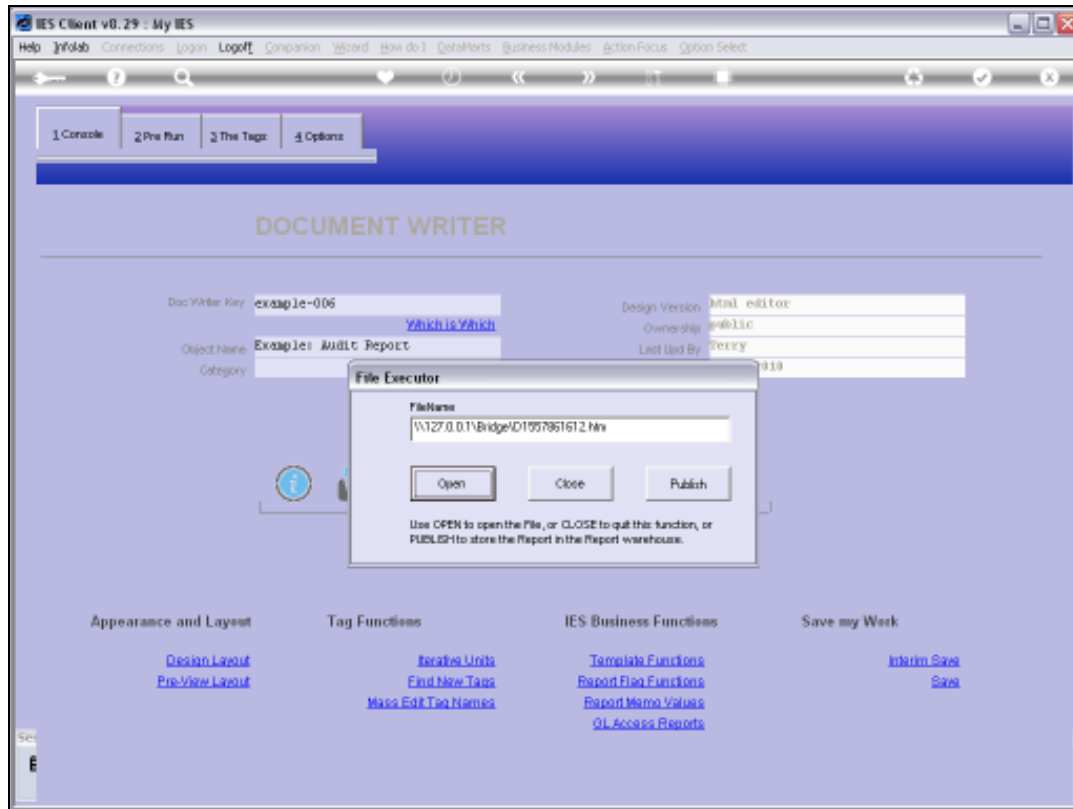 IES Client v8.29 : My IES
Help Infolab Connections Logon Logoff Companion Wizard How do I DataMarts Business Modules Action Focus Option Select
1 Console 2 Pre Run 3 The Tags 4 Options
DOCUMENT WRITER
Doc Writer Key example-006
Which is Which
Object Name Example: Audit Report
Category
Design Version html editor
Ownership public
Last Upd By Terry
2010
File Executor
FileName
\\127.0.0.1\Bridge\D1557861612.htm
Open Close Publish
Use OPEN to open the File, or CLOSE to quit this function, or
PUBLISH to store the Report in the Report warehouse.
Appearance and Layout Tag Functions IES Business Functions Save my Work
Design Layout Iterative Units Template Functions Interim Save
Pre-View Layout Find New Tags Report Flag Functions Save
Mass Edit Tag Names Report Memo Values
GL Access Reports